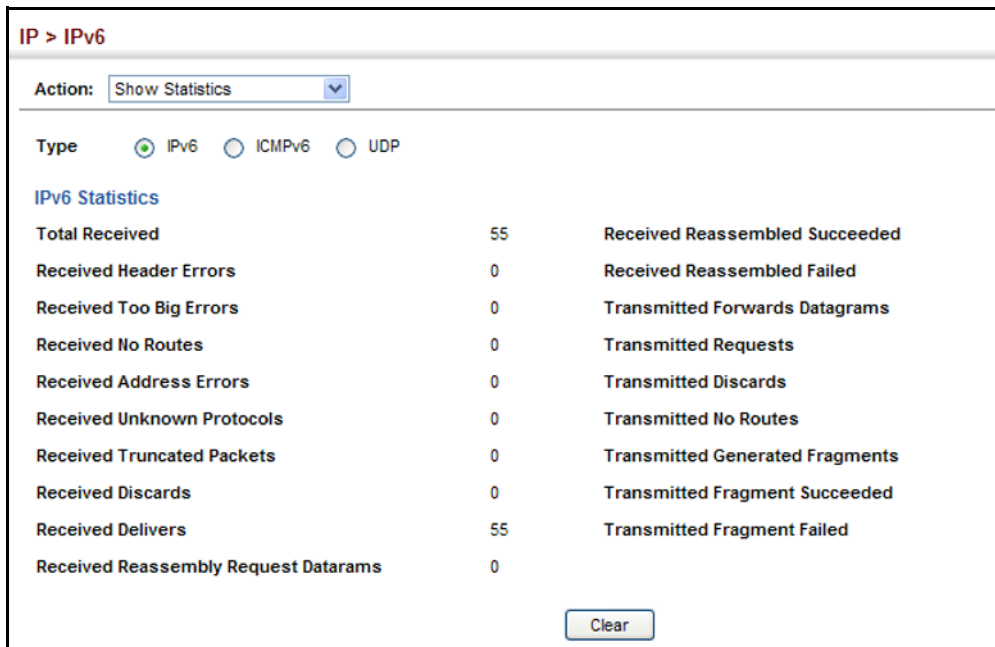 IP > IPv6
Action: Show Statistics
Type IPv6 ICMPv6 UDP
IPv6 Statistics
Total Received 55 Received Reassembled Succeeded
Received Header Errors 0 Received Reassembled Failed
Received Too Big Errors 0 Transmitted Forwards Datagrams
Received No Routes 0 Transmitted Requests
Received Address Errors 0 Transmitted Discards
Received Unknown Protocols 0 Transmitted No Routes
Received Truncated Packets 0 Transmitted Generated Fragments
Received Discards 0 Transmitted Fragment Succeeded
Received Delivers 55 Transmitted Fragment Failed
Received Reassembly Request Datarams 0
Clear